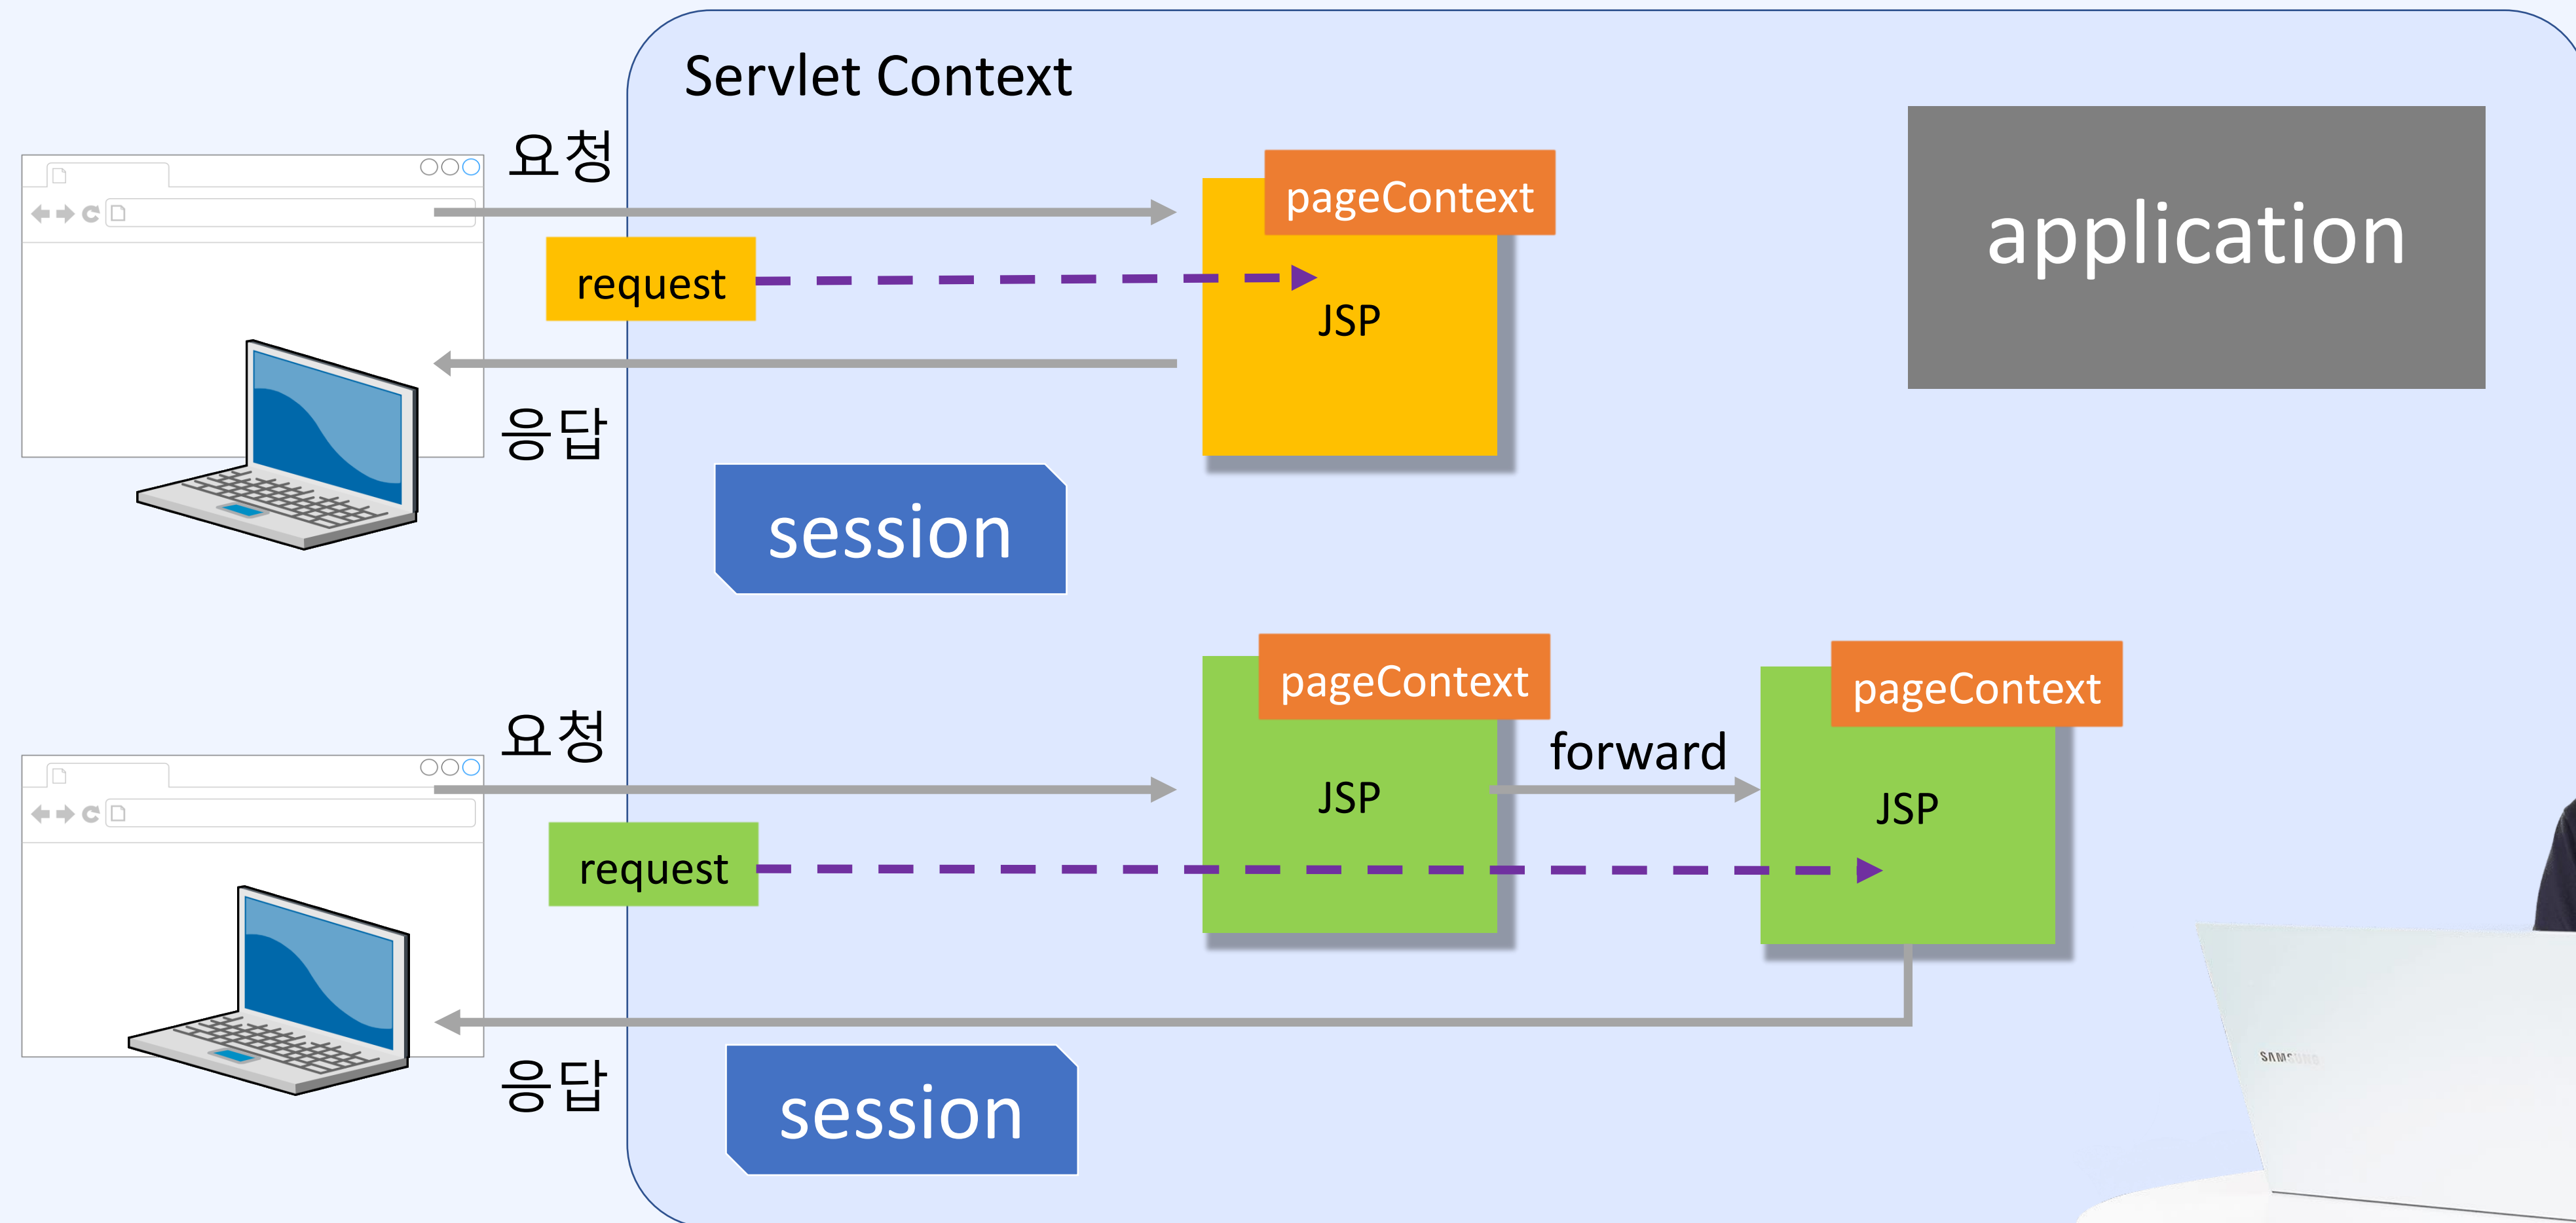 Servlet Context
요청
pageContext
application
request
JSP
응답
session
pageContext
pageContext
요청
forward
JSP
JSP
request
응답
session
SAMSUNG